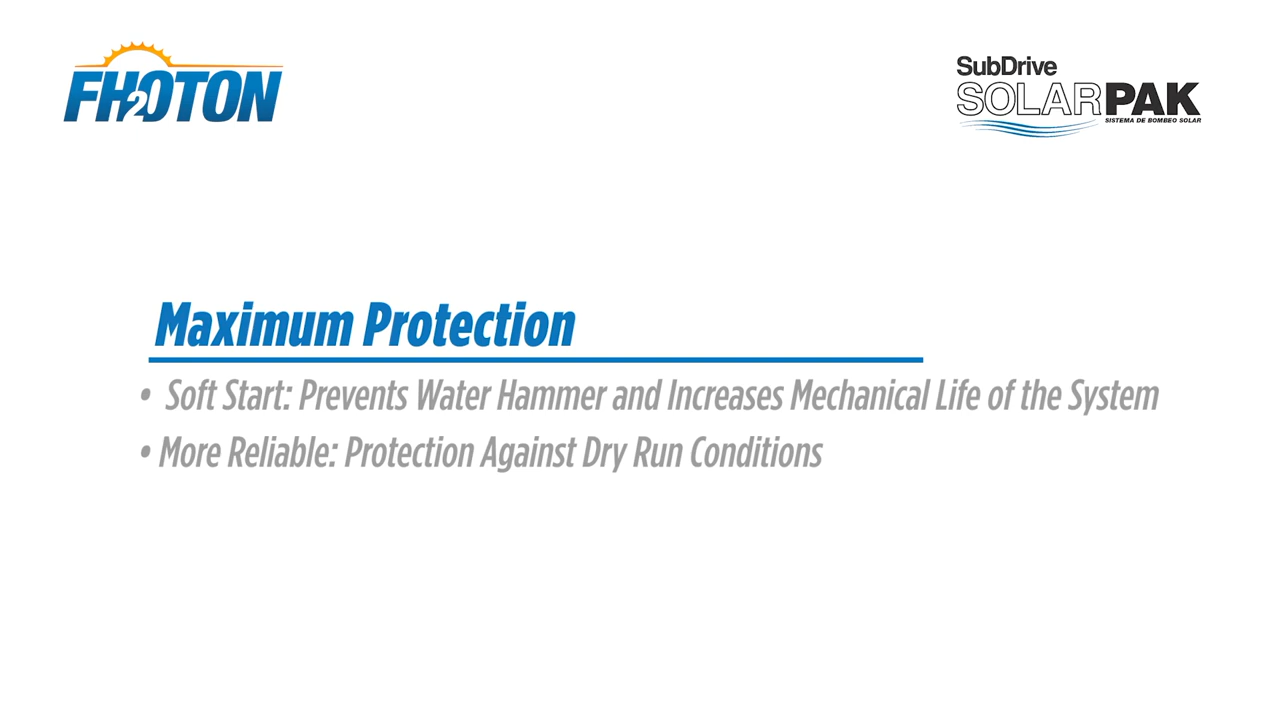 FH2OTON
SubDrive
SOLARPAK
SISTEMA DE BOMBEO SOLAR
Maximum Protection
• Soft Start: Prevents Water Hammer and Increases Mechanical Life of the System
• More Reliable: Protection Against Dry Run Conditions